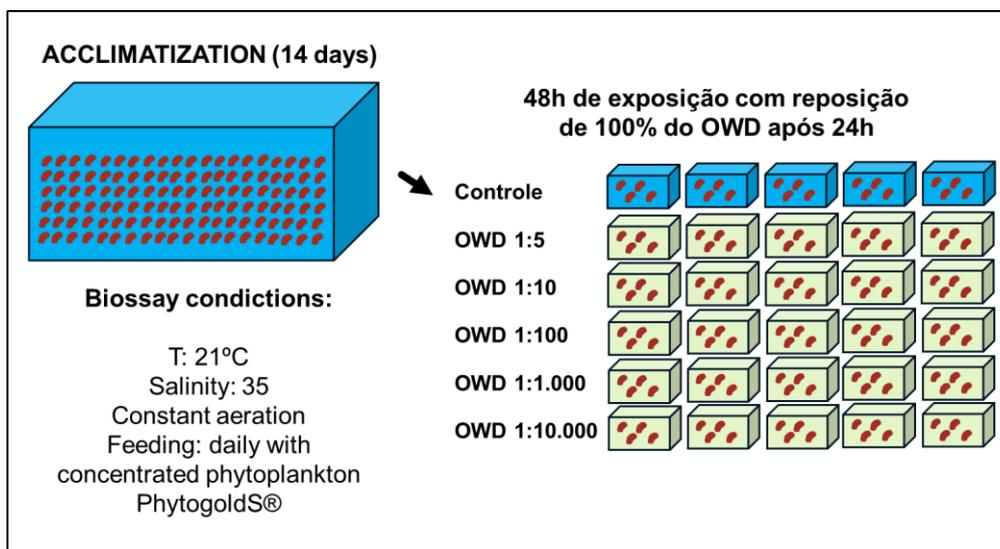 ACCLIMATIZATION (14 days)
Biossay condictions:
T: 21ºC
Salinity: 35
Constant aeration
Feeding: daily with
concentrated phytoplankton
PhytogoldS®
48h de exposição com reposição
de 100% do OWD após 24h
Controle
OWD 1:5
OWD 1:10
OWD 1:100
OWD 1:1.000
OWD 1:10.000